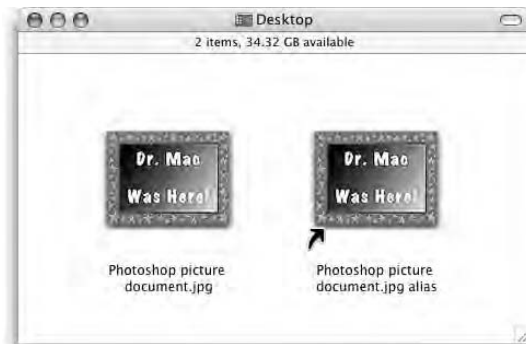 Desktop
2 items, 34.32 GB available
Dr. Mac
Was Here!
Dr. Mac
Was Here!
Photoshop picture
document.jpg
Photoshop picture
document.jpg alias